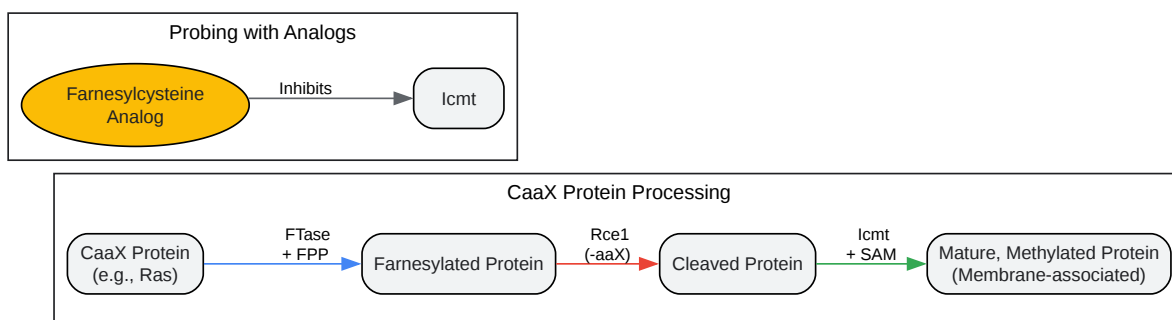 Probing with Analogs
Farnesylcysteine
Analog
Inhibits
Icmt
CaaX Protein Processing
CaaX Protein
(e.g., Ras)
FTase
+ FPP
Farnesylated Protein
Rce1
(-aaX)
Cleaved Protein
Icmt
+ SAM
Mature, Methylated Protein
(Membrane-associated)